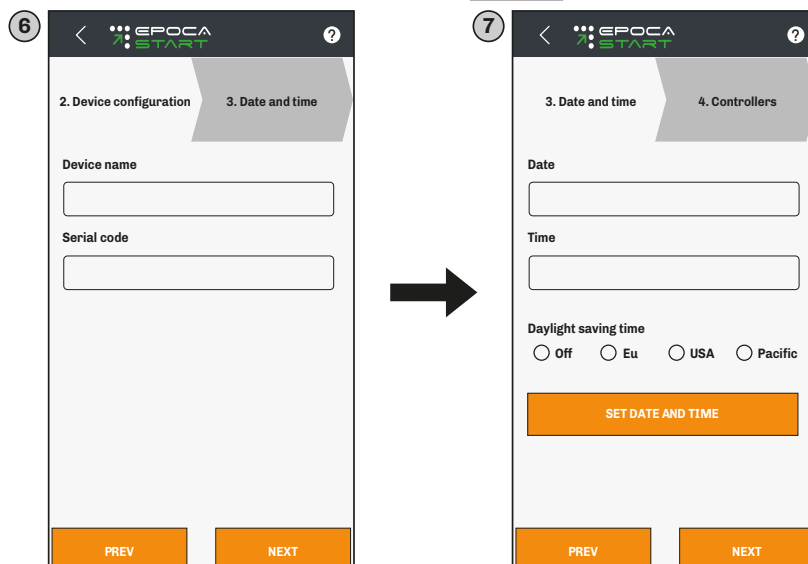 6
EPOCA
START
?
2. Device configuration
3. Date and time
Device name
Serial code
PREV
NEXT
7
EPOCA
START
?
3. Date and time
4. Controllers
Date
Time
Daylight saving time
Off Eu USA Pacific
SET DATE AND TIME
PREV
NEXT